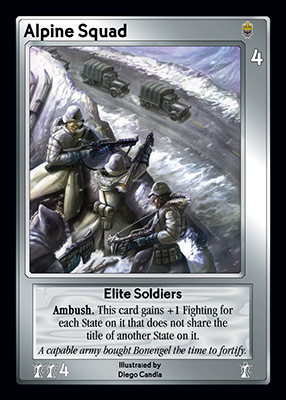 Alpine Squad
4
Elite Soldiers
Ambush. This card gains +1 Fighting for
each State on it that does not share the
title of another State on it.
A capable army bought Bonengel the time to fortify.
4
Illustrated by
Diego Candia